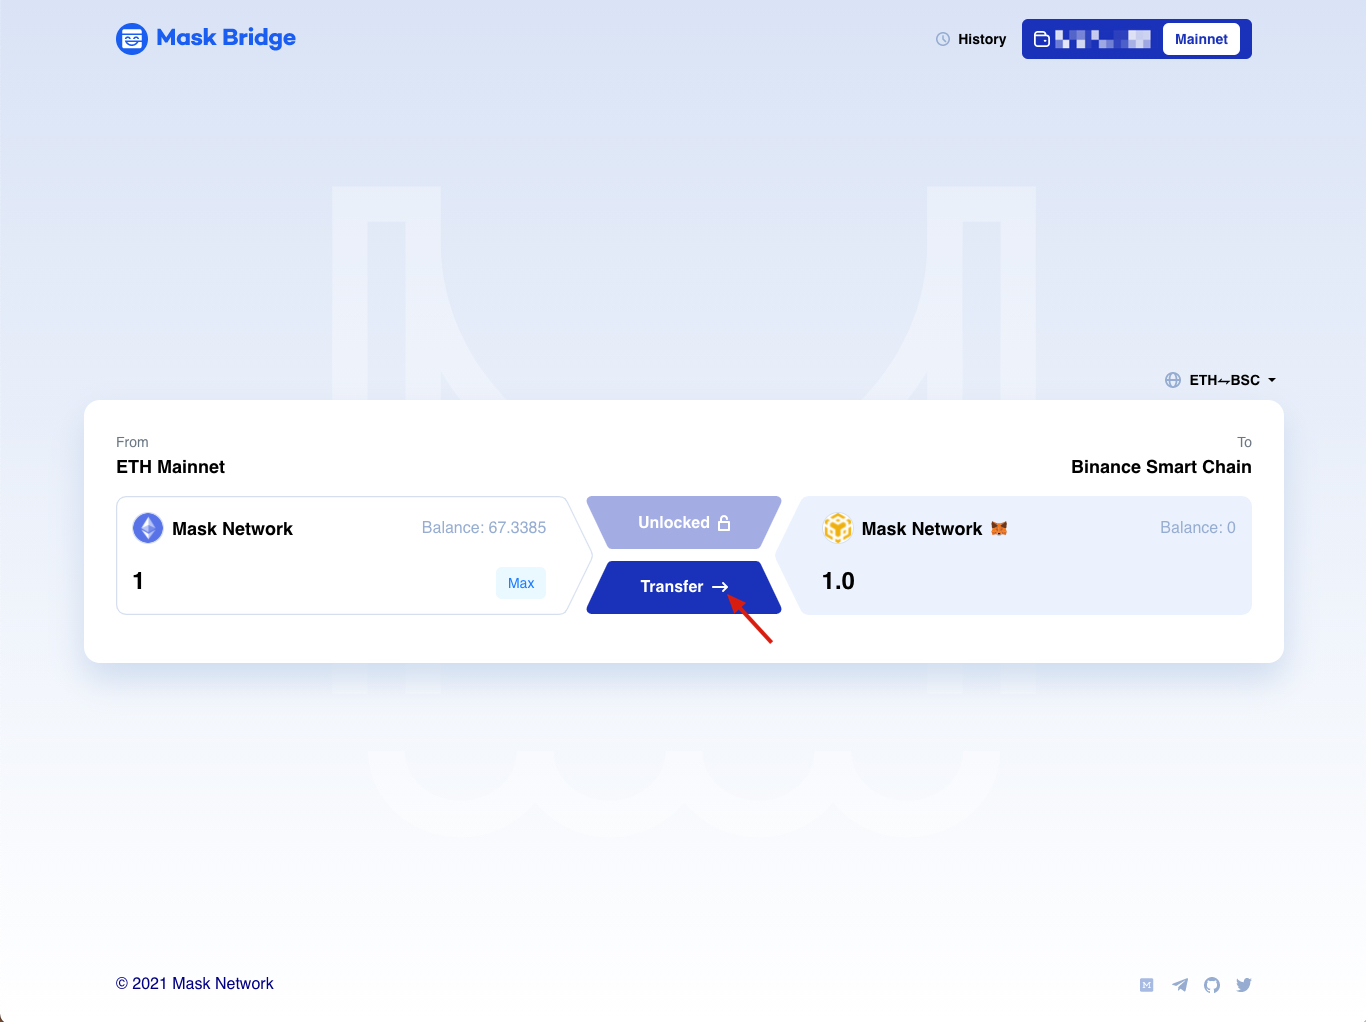 Mask Bridge
History
Mainnet
ETH⇋BSC
From
To
ETH Mainnet
Binance Smart Chain
Mask Network
Balance: 67.3385
Unlocked
Mask Network
Balance: 0
1
Max
Transfer →
1.0
© 2021 Mask Network
M